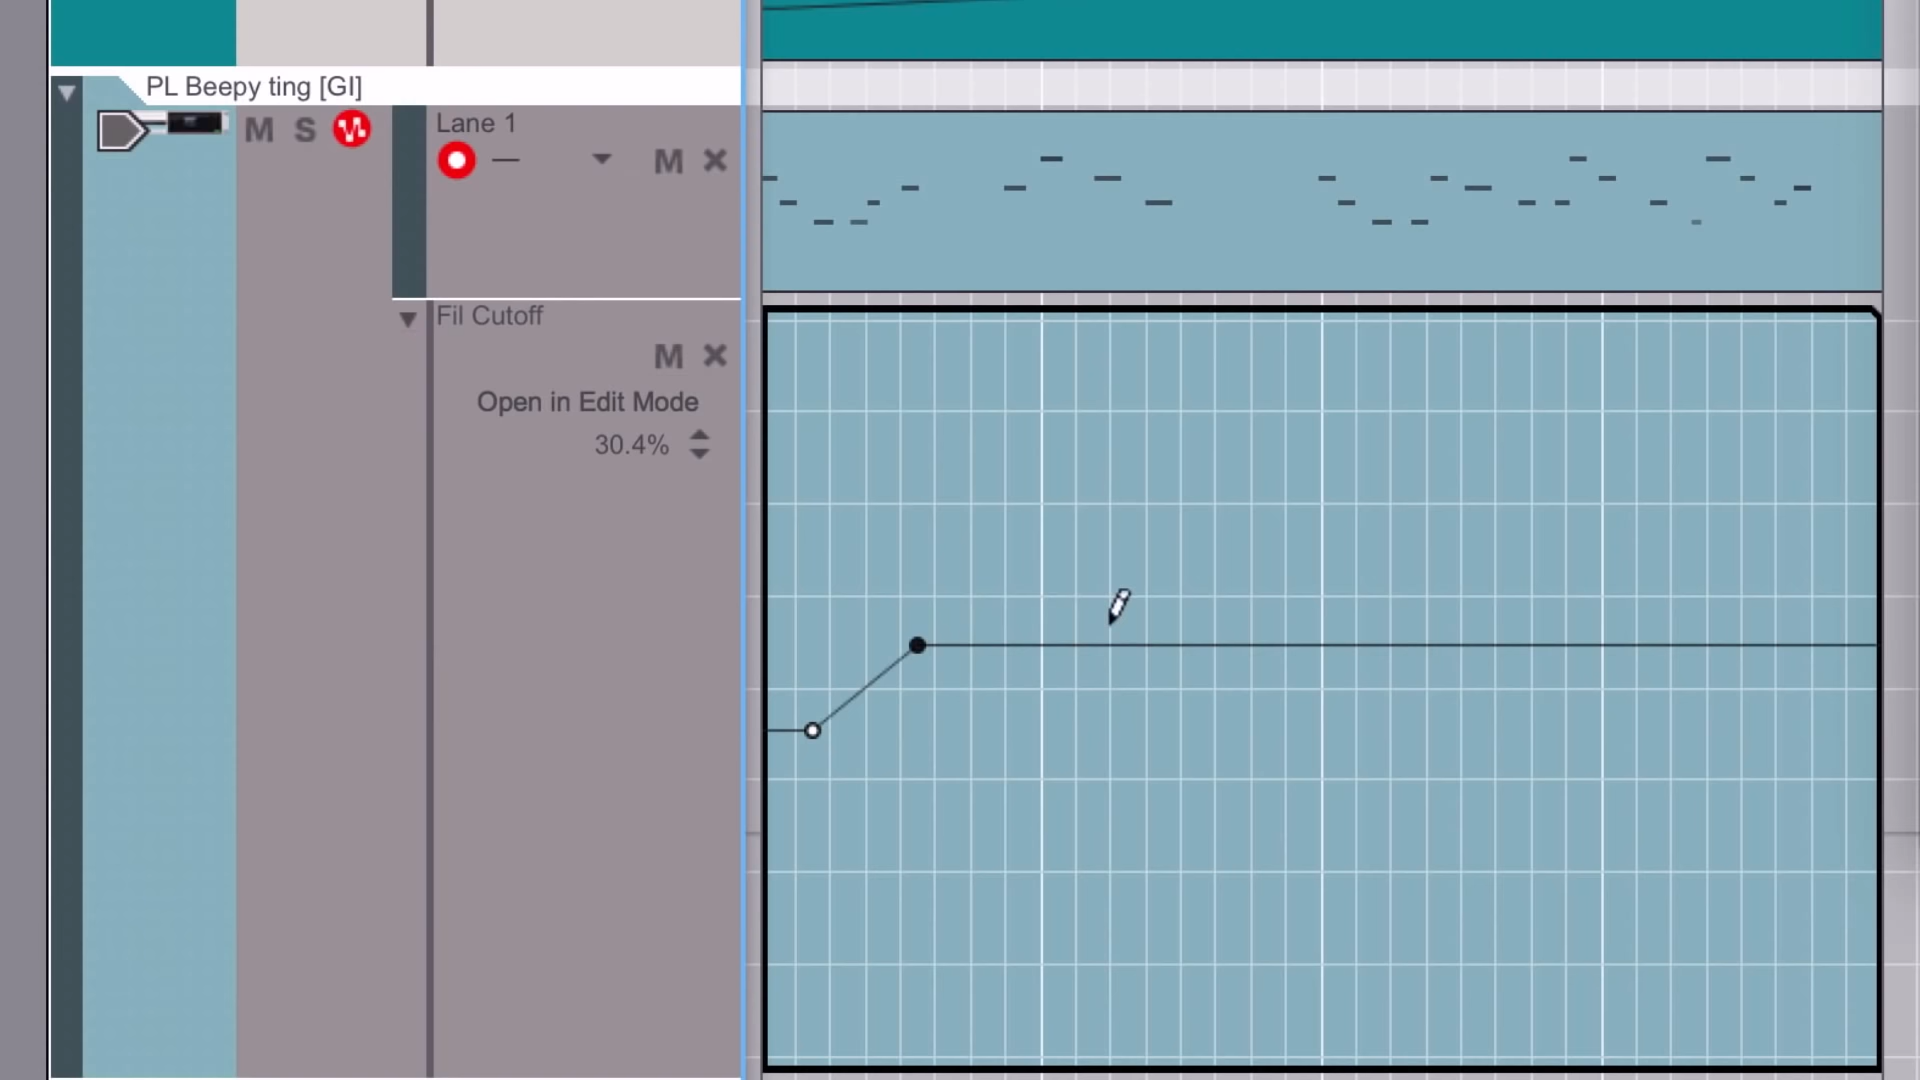 PL Beepy ting [GI]
M S
Lane 1
M
Fil Cutoff
M
Open in Edit Mode
30.4%